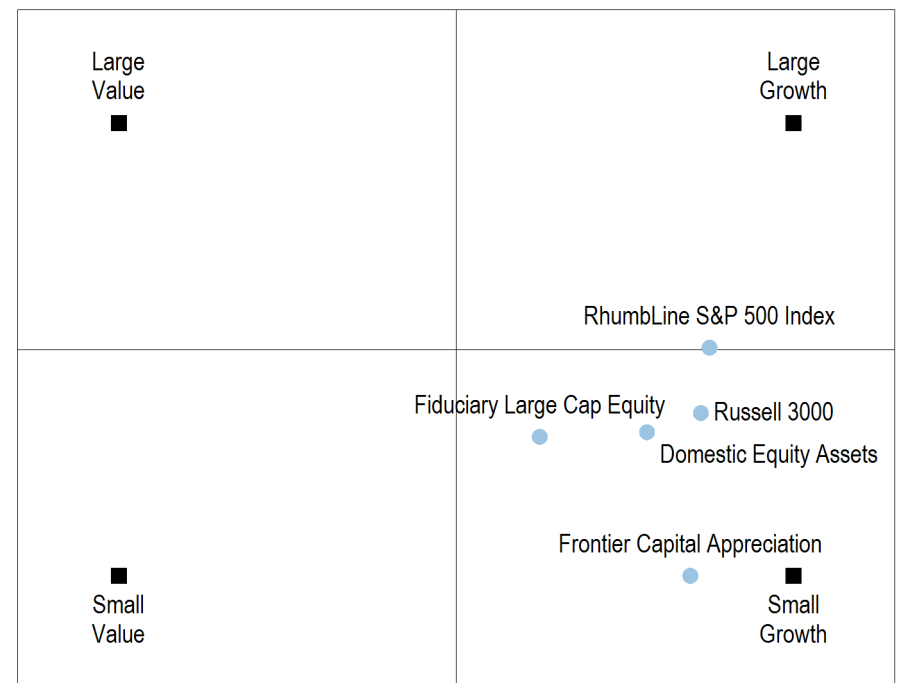 Large
Value
Large
Growth
RhumbLine S&P 500 Index
Fiduciary Large Cap Equity
Russell 3000
Domestic Equity Assets
Frontier Capital Appreciation
Small
Value
Small
Growth